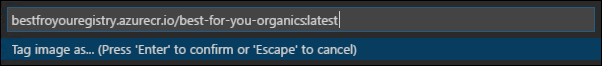 bestfroyouregistry.azurecr.io/best-for-you-organics:latest
Tag image as... (Press 'Enter' to confirm or 'Escape' to cancel)